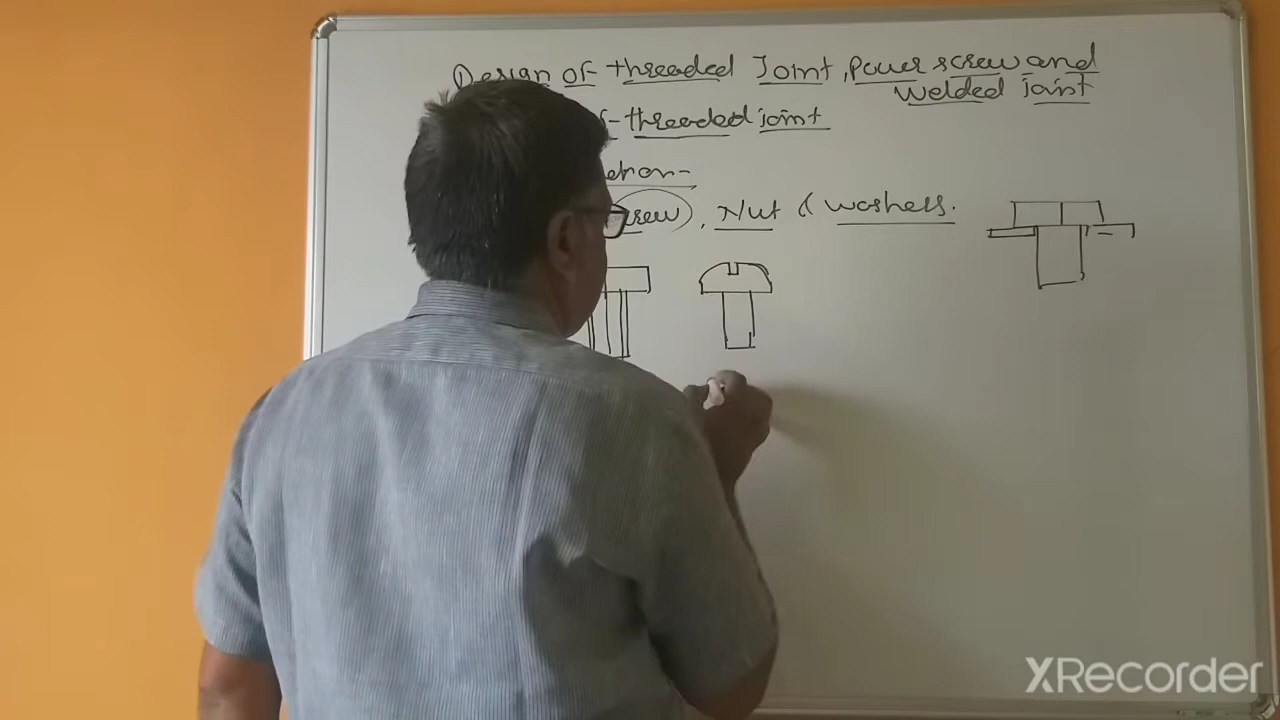 Design of threaded Joint, power screw and
welded joint
threaded joint
Nut & washers.
XRecorder